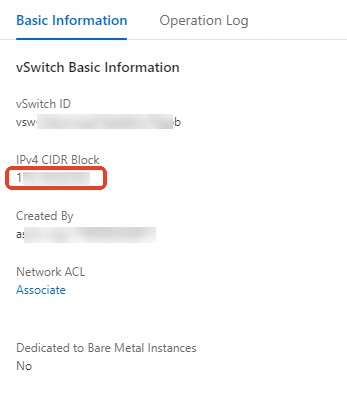 Basic Information Operation Log
vSwitch Basic Information
vSwitch ID
vsw-
IPv4 CIDR Block
1
Created By
Network ACL
Associate
Dedicated to Bare Metal Instances
No